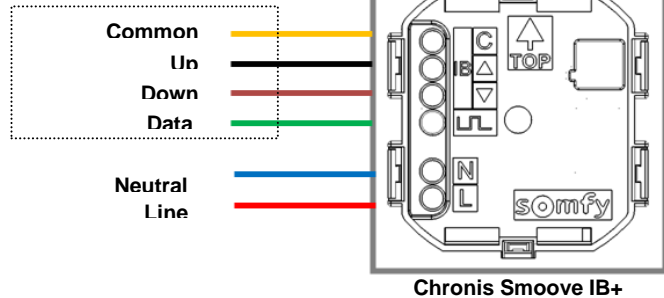 Common
Up
Down
Data
Neutral
Line
C
IB
TOP
N
L
somfy
Chronis Smoove IB+